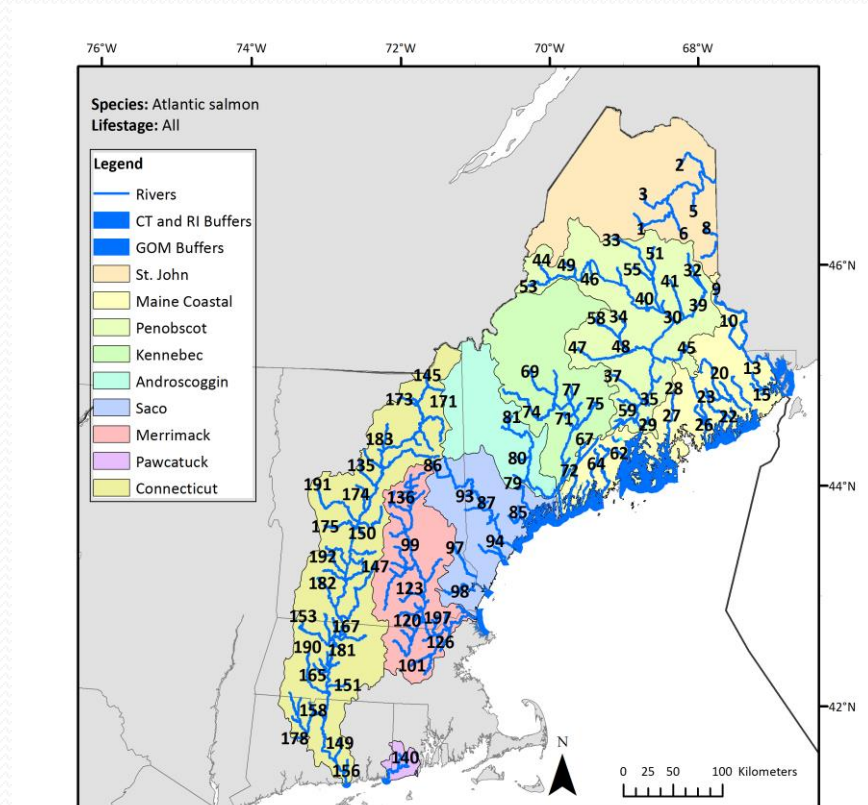 76°W 74°W 72°W 70°W 68°W
Species: Atlantic salmon
Lifestage: All
Legend
Rivers
CT and RI Buffers
GOM Buffers
St. John
Maine Coastal
Penobscot
Kennebec
Androscoggin
Saco
Merrimack
Pawcatuck
Connecticut
2
3
5
1 6 8
33
51
44 49 55 32 46°N
53 46 41 9
40 39
58 34 30 10
47 48 45
69 37 20 13
145 77 28 23 15
173 171 74 75 35
81 71 59 29 27 26 22
183 67
135 86 80 62
191 72 64
174 136 93 87 79 44°N
85
175 150
99 97 94
192 147
182 123 98
153 167 120 197
190 181 126
165 101
151
158 42°N
178 149
156 140
N
0 25 50 100 Kilometers